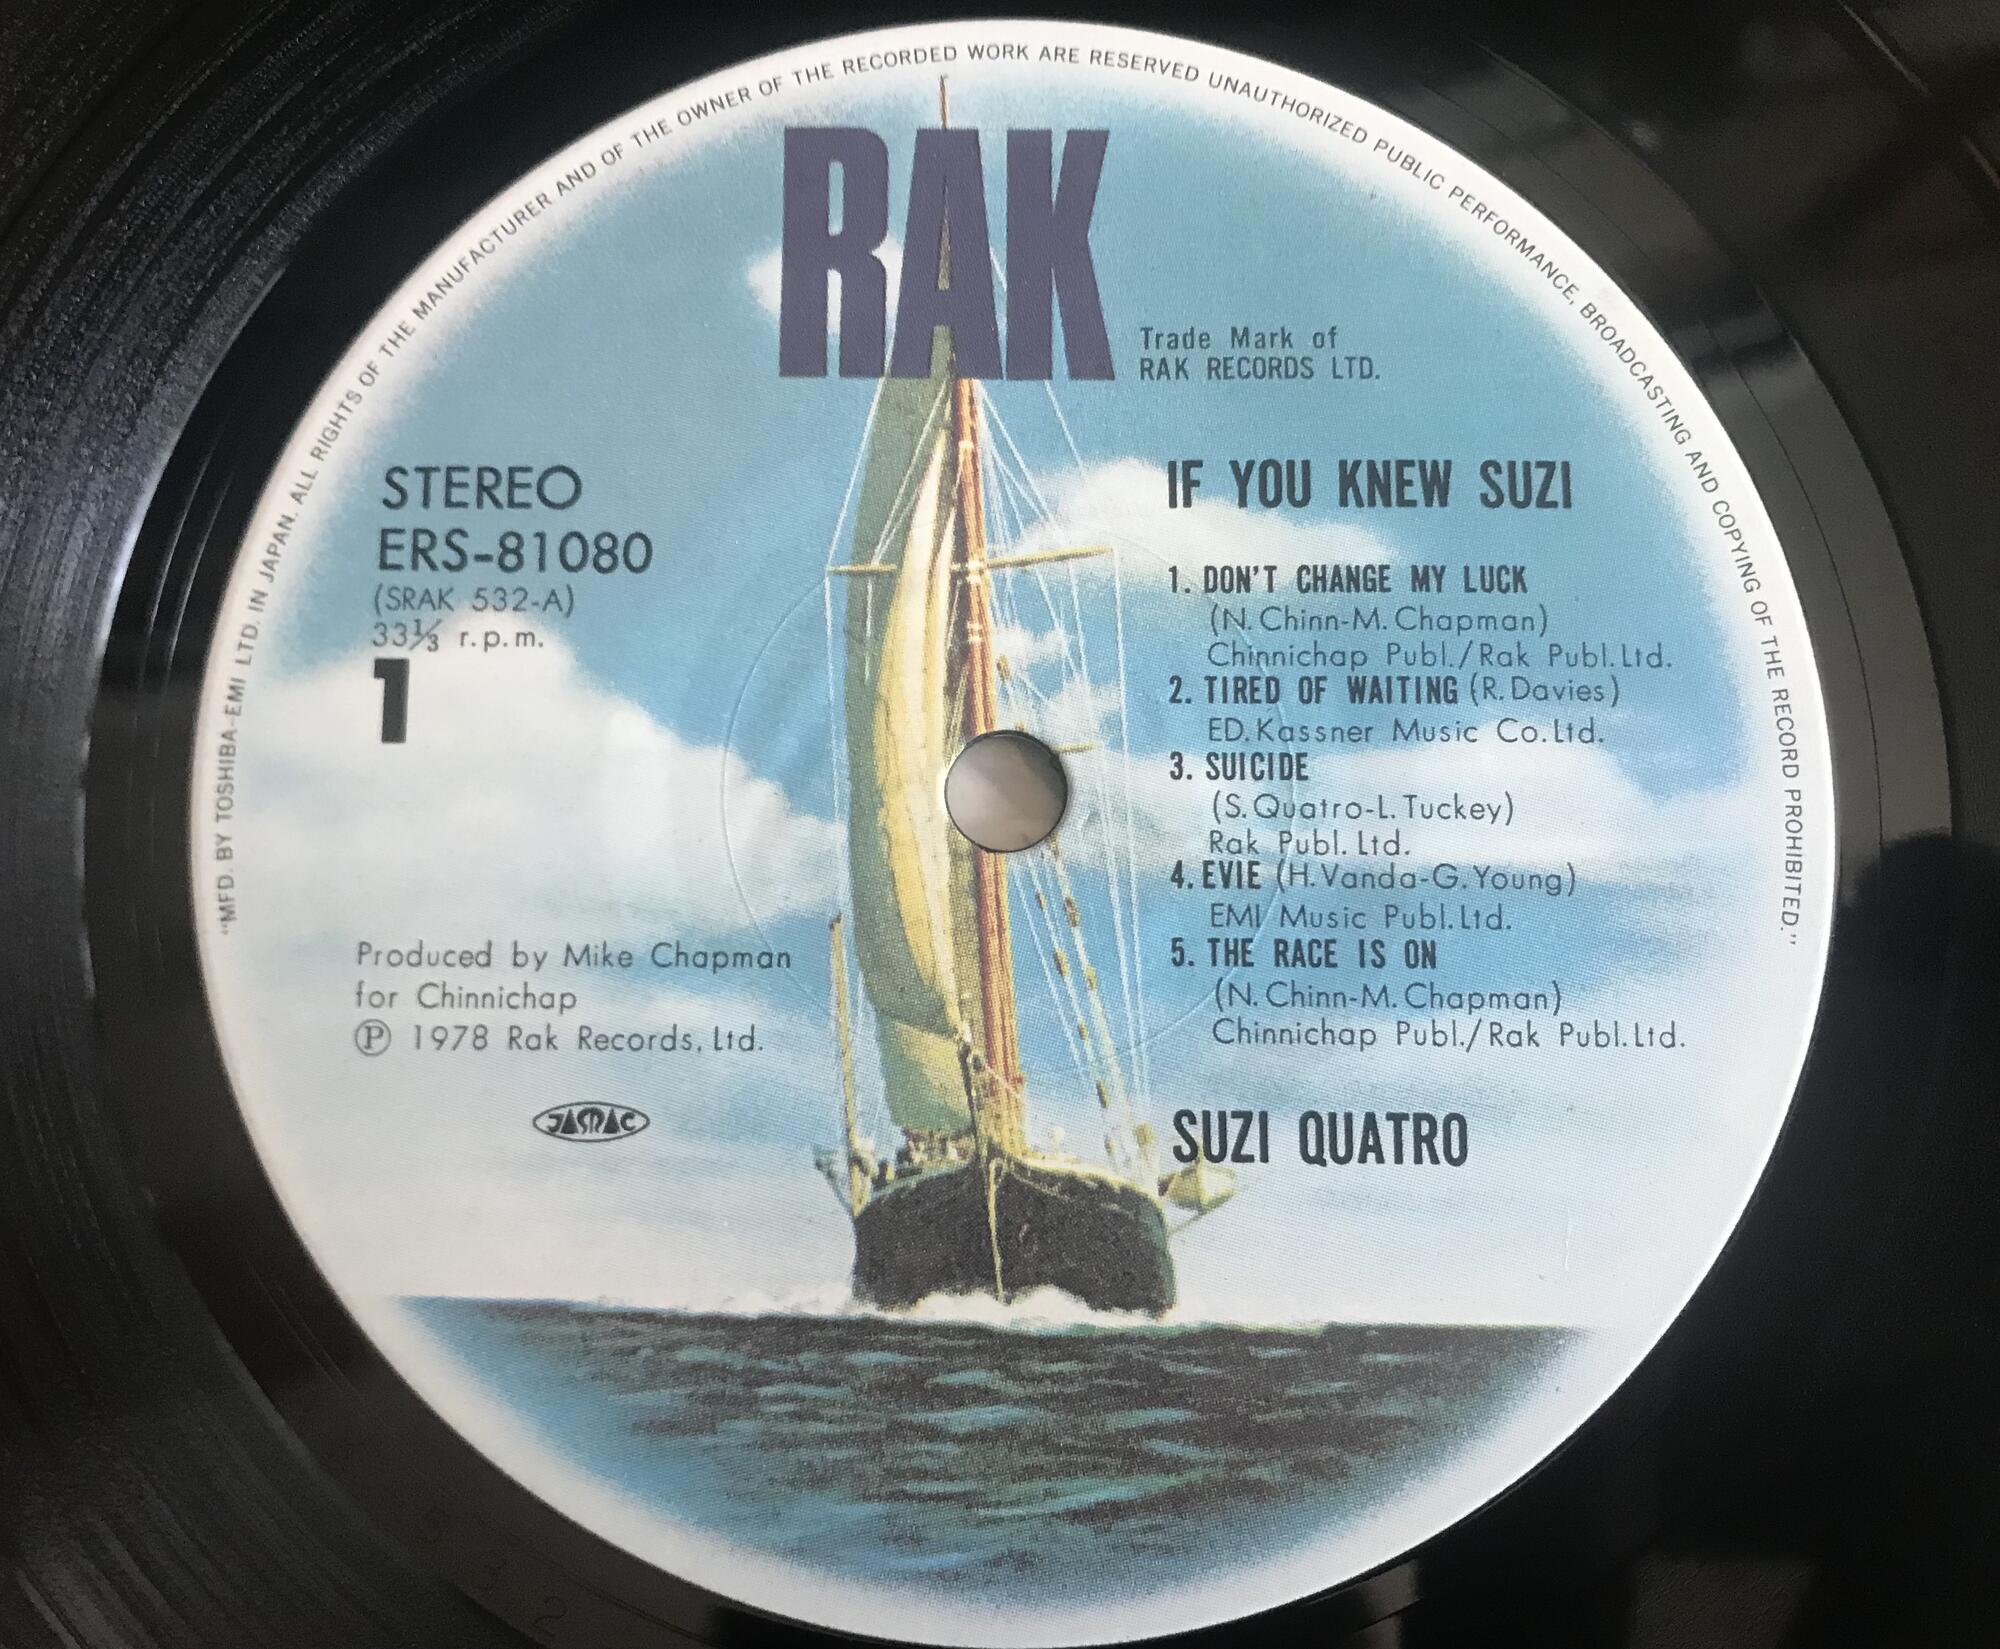 "MFD. BY TOSHIBA-EMI LTD. IN JAPAN. ALL RIGHTS OF THE MANUFACTURER AND OF THE OWNER OF THE RECORDED WORK ARE RESERVED UNAUTHORIZED PUBLIC PERFORMANCE, BROADCASTING AND COPYING OF THE RECORD PROHIBITED."
RAK
Trade Mark of
RAK RECORDS LTD.
STEREO
ERS-81080
(SRAK 532-A)
33⅓ r.p.m.
1
Produced by Mike Chapman
for Chinnichap
℗ 1978 Rak Records, Ltd.
JASRAC
IF YOU KNEW SUZI
1. DON'T CHANGE MY LUCK
(N. Chinn-M. Chapman)
Chinnichap Publ./Rak Publ. Ltd.
2. TIRED OF WAITING (R. Davies)
ED. Kassner Music Co. Ltd.
3. SUICIDE
(S. Quatro-L. Tuckey)
Rak Publ. Ltd.
4. EVIE (H. Vanda-G. Young)
EMI Music Publ. Ltd.
5. THE RACE IS ON
(N. Chinn-M. Chapman)
Chinnichap Publ./Rak Publ. Ltd.
SUZI QUATRO